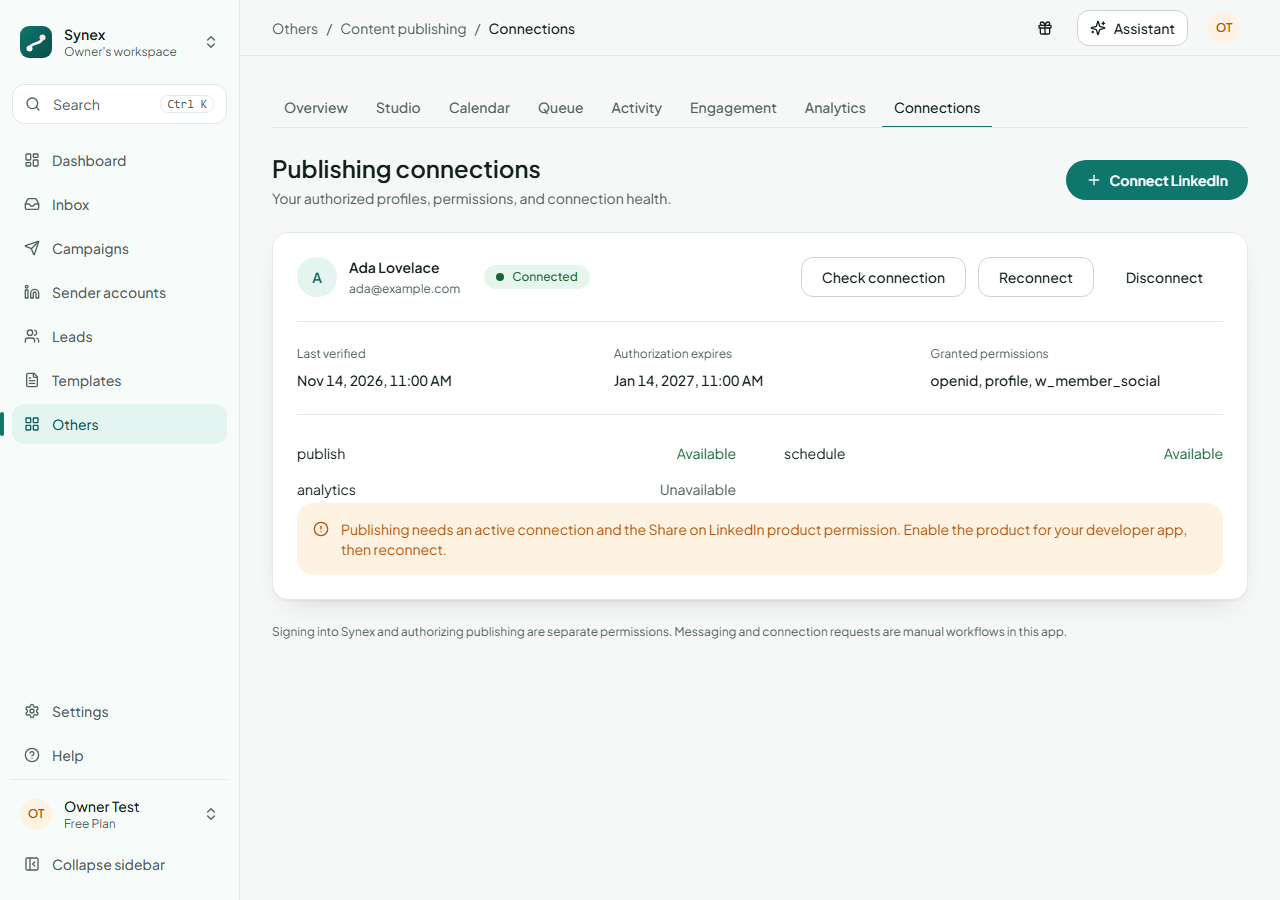 Synex
Owner's workspace
Search
Ctrl K
Dashboard
Inbox
Campaigns
Sender accounts
Leads
Templates
Others
Settings
Help
OT
Owner Test
Free Plan
Collapse sidebar
Others / Content publishing / Connections
Assistant
OT
Overview
Studio
Calendar
Queue
Activity
Engagement
Analytics
Connections
Publishing connections
Your authorized profiles, permissions, and connection health.
Connect LinkedIn
A
Ada Lovelace
ada@example.com
Connected
Check connection
Reconnect
Disconnect
Last verified
Nov 14, 2026, 11:00 AM
Authorization expires
Jan 14, 2027, 11:00 AM
Granted permissions
openid, profile, w_member_social
publish
Available
schedule
Available
analytics
Unavailable
Publishing needs an active connection and the Share on LinkedIn product permission. Enable the product for your developer app,
then reconnect.
Signing into Synex and authorizing publishing are separate permissions. Messaging and connection requests are manual workflows in this app.